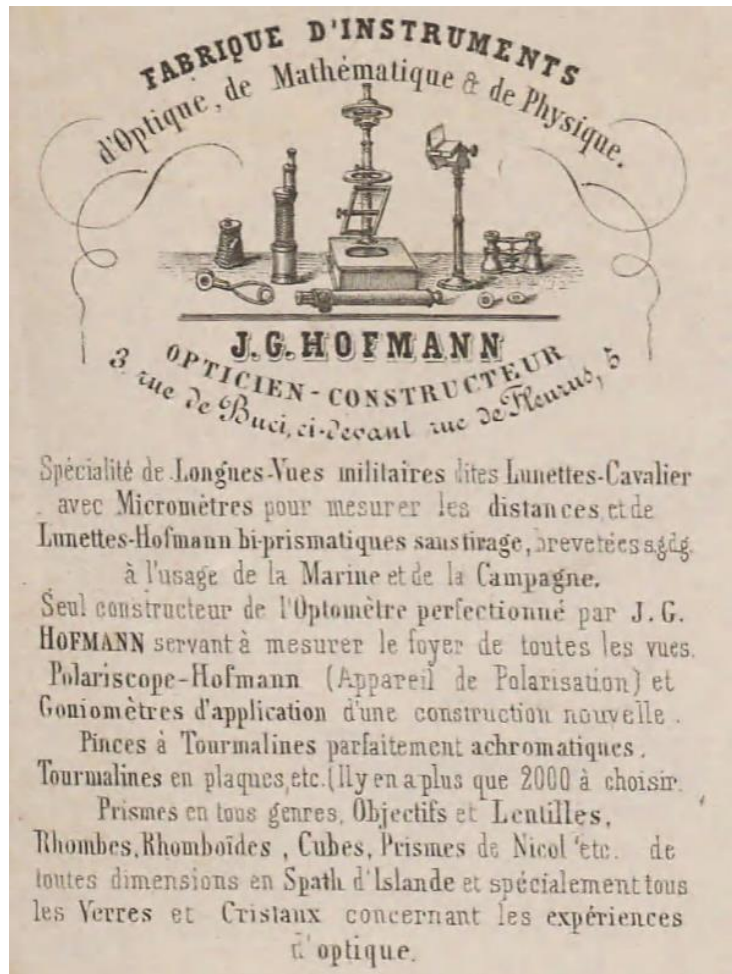 FABRIQUE D'INSTRUMENTS
d'Optique, de Mathématique & de Physique.
J.G. HOFMANN
OPTICIEN-CONSTRUCTEUR
3 rue de Buci, ci-devant rue de Fleurus, 5
Spécialité de Longues-Vues militaires dites Lunettes-Cavalier
avec Micromètres pour mesurer les distances et de
Lunettes-Hofmann bi-prismatiques sans tirage, brevetées s.g.d.g.
à l'usage de la Marine et de la Campagne.
Seul constructeur de l'Optomètre perfectionné par J. G.
HOFMANN servant à mesurer le foyer de toutes les vues.
Polariscope-Hofmann (Appareil de Polarisation) et
Goniomètres d'application d'une construction nouvelle.
Pinces à Tourmalines parfaitement achromatiques.
Tourmalines en plaques, etc. (Il y en a plus que 2000 à choisir.
Prismes en tous genres, Objectifs et Lentilles,
Rhombes, Rhomboïdes, Cubes, Prismes de Nicol etc. de
toutes dimensions en Spath d'Islande et spécialement tous
les Verres et Cristaux concernant les expériences
d'optique.